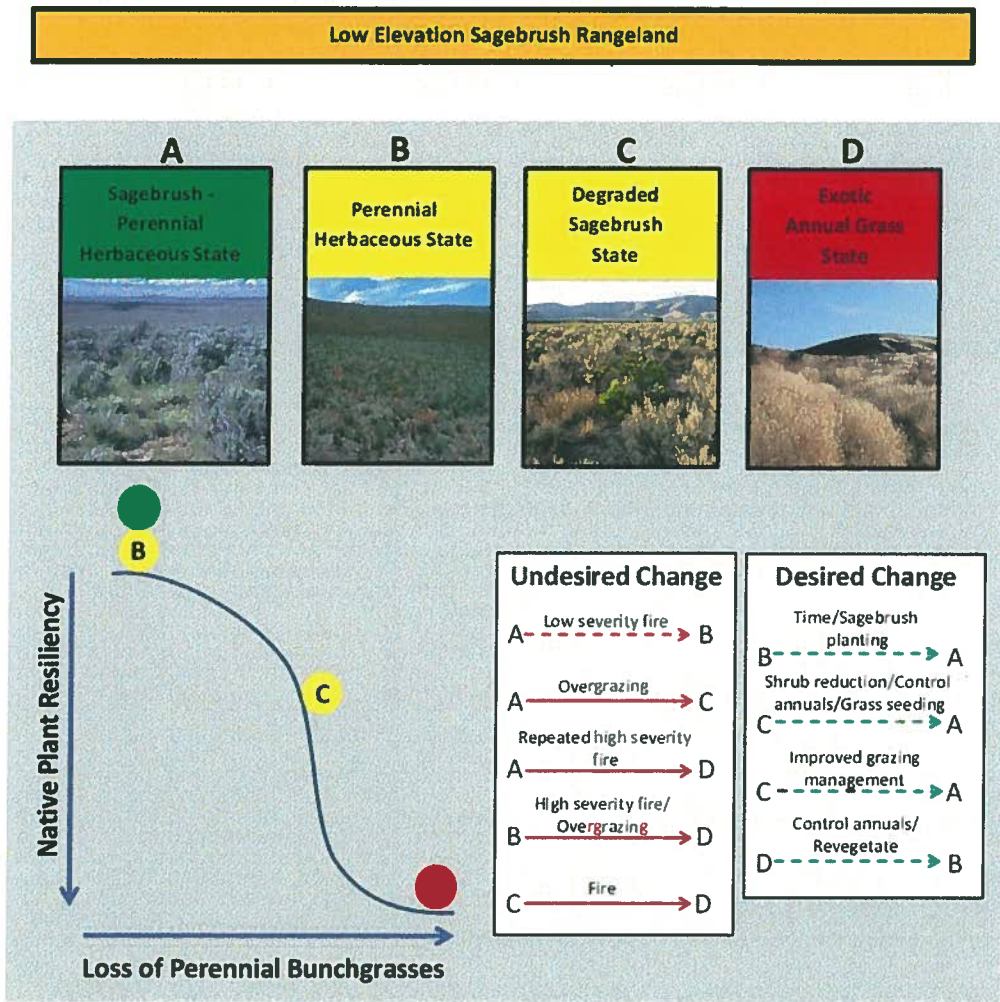 Low Elevation Sagebrush Rangeland
A
B
C
D
Sagebrush -
Perennial
Herbaceous State
Perennial
Herbaceous State
Degraded
Sagebrush
State
Exotic
Annual Grass
State
B
C
Native Plant Resiliency
Loss of Perennial Bunchgrasses
Undesired Change
Low severity fire
A B
Overgrazing
A C
Repeated high severity
fire
A D
High severity fire/
Overgrazing
B D
Fire
C D
Desired Change
Time/Sagebrush
planting
B A
Shrub reduction/Control
annuals/Grass seeding
C A
Improved grazing
management
C A
Control annuals/
Revegetate
D B